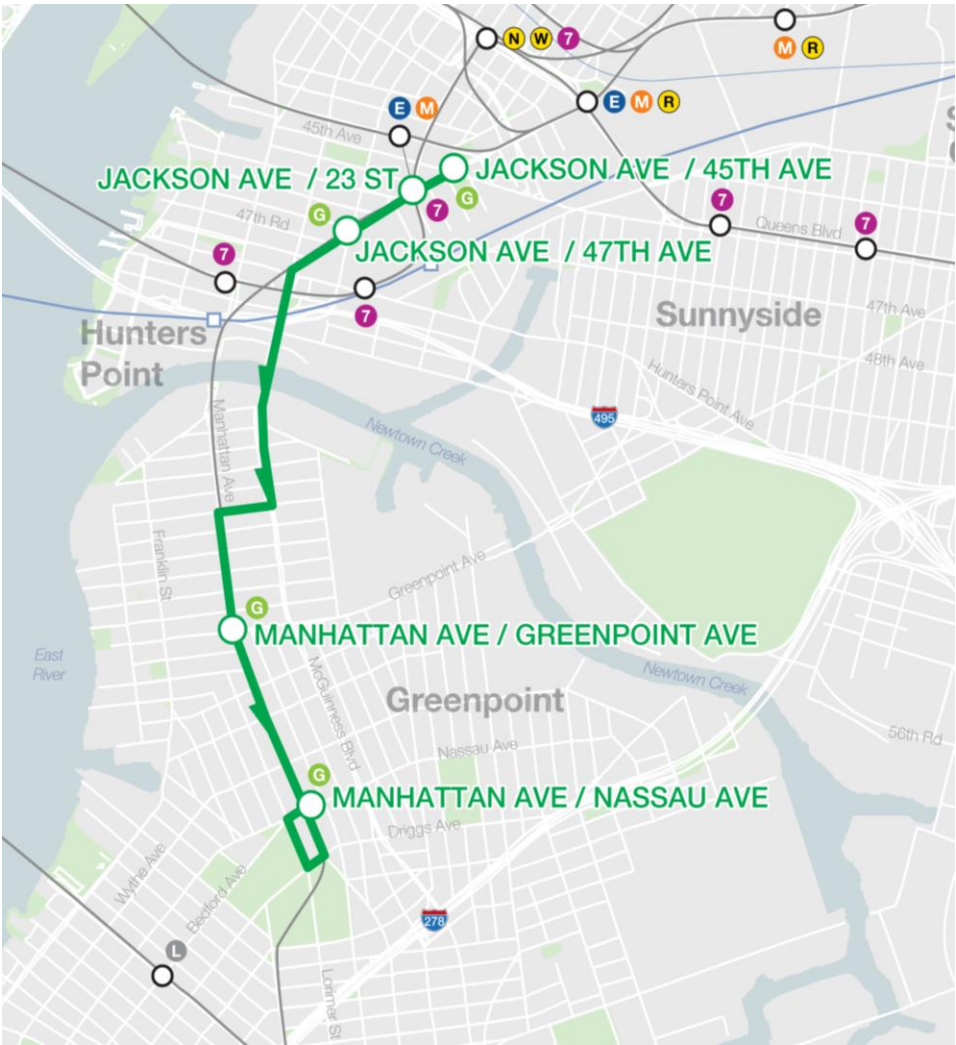 N W 7
M R
E M
E M R
45th Ave
JACKSON AVE / 23 ST
JACKSON AVE / 45TH AVE
7
G
7
G
47th Rd
7
Queens Blvd
JACKSON AVE / 47TH AVE
7
7
Hunters
Point
Sunnyside
47th Ave
48th Ave
Hunters Point Ave
495
Manhattan Ave
Newtown Creek
Franklin St
Greenpoint Ave
G
MANHATTAN AVE / GREENPOINT AVE
East
River
McGuinness Blvd
Newtown Creek
Greenpoint
56th Rd
Nassau Ave
G
MANHATTAN AVE / NASSAU AVE
Driggs Ave
Wythe Ave
Bedford Ave
278
L
Lorimer St